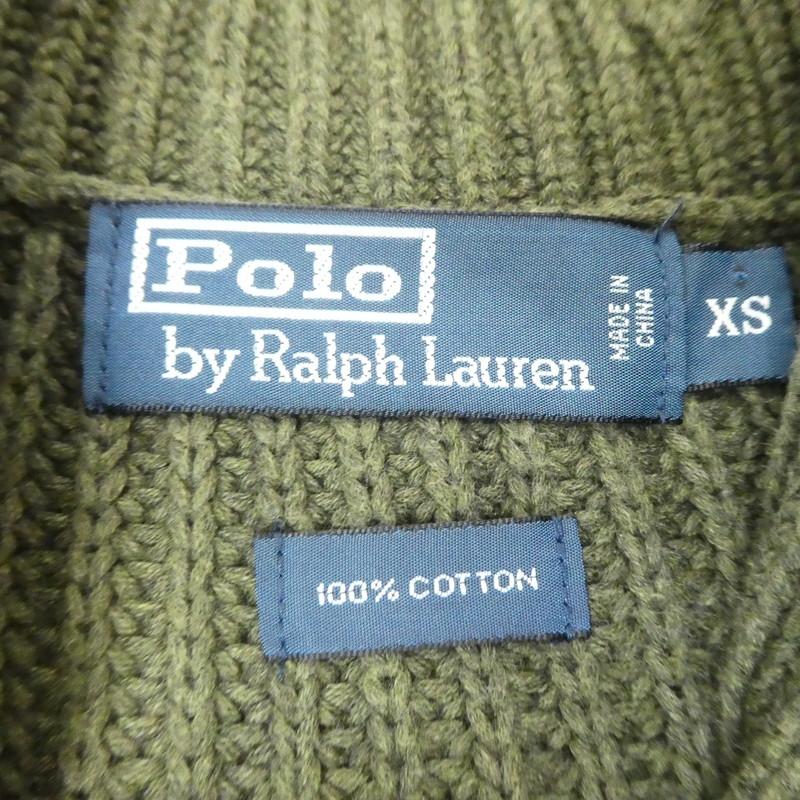 Polo
by Ralph Lauren
MADE IN
CHINA
XS
100% COTTON